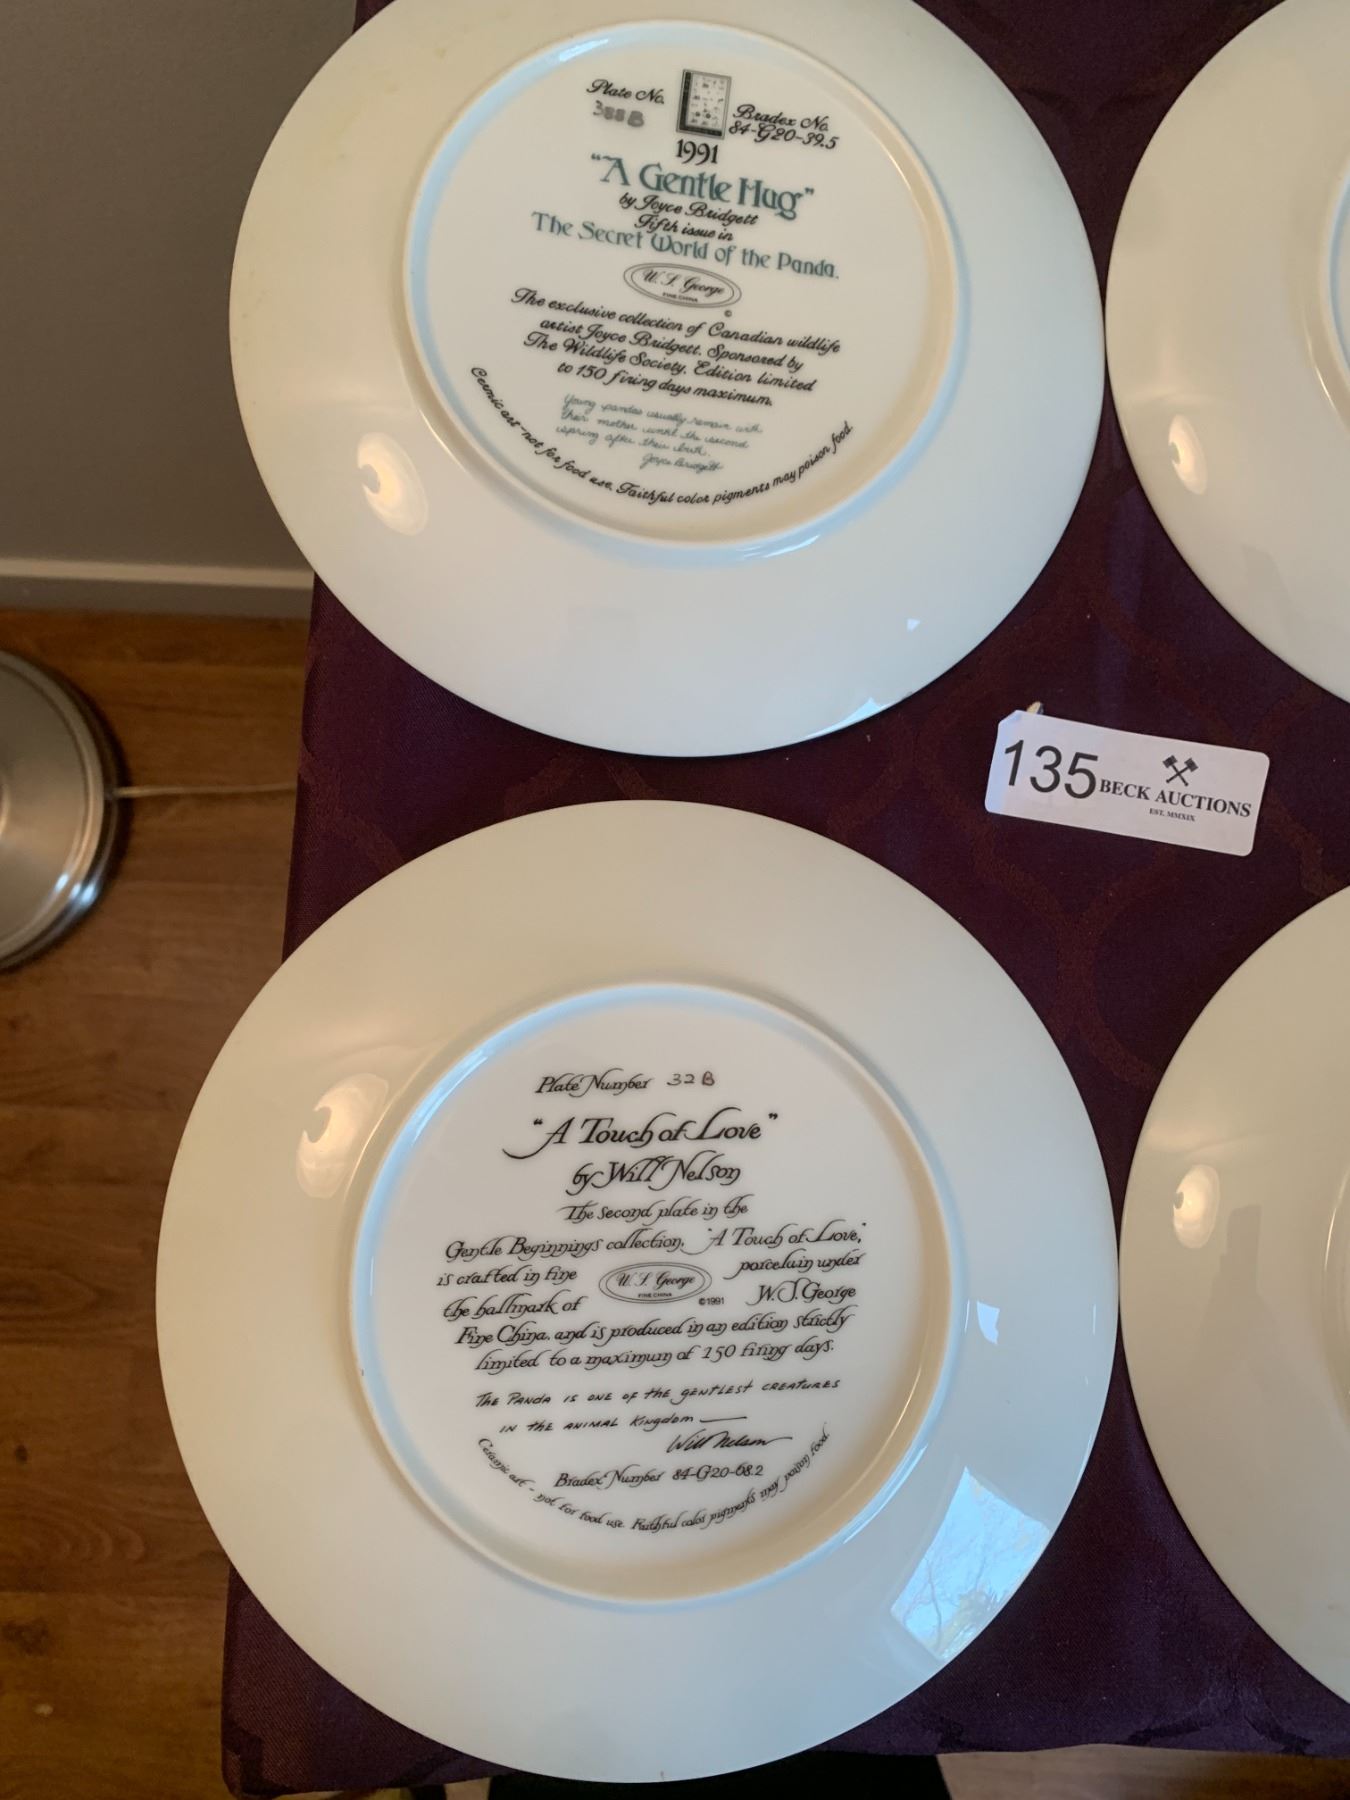 Plate No.
388B
Bradex No.
84-G20-39.5
1991
"A Gentle Hug"
by Joyce Bridgett
Fifth issue in
The Secret World of the Panda.
W. S. George
FINE CHINA
©
The exclusive collection of Canadian wildlife
artist Joyce Bridgett. Sponsored by
The Wildlife Society. Edition limited
to 150 firing days maximum.
Young pandas usually remain with
their mother until the second
spring after their birth.
Joyce Bridgett
Cermic art-not for food use. Faithful color pigments may poison food.
135
BECK AUCTIONS
EST. MMXIX
Plate Number 32B
"A Touch of Love"
by Will Nelson
The second plate in the
Gentle Beginnings collection, "A Touch of Love,"
is crafted in fine porcelain under
the hallmark of W.S. George
W. S. George
FINE CHINA
©1991
Fine China, and is produced in an edition strictly
limited to a maximum of 150 firing days.
THE PANDA IS ONE OF THE GENTLEST CREATURES
IN THE ANIMAL KINGDOM —
Will Nelson
Bradex Number 84-G20-68.2
Ceramic art - not for food use. Faithful color pigments may poison food.